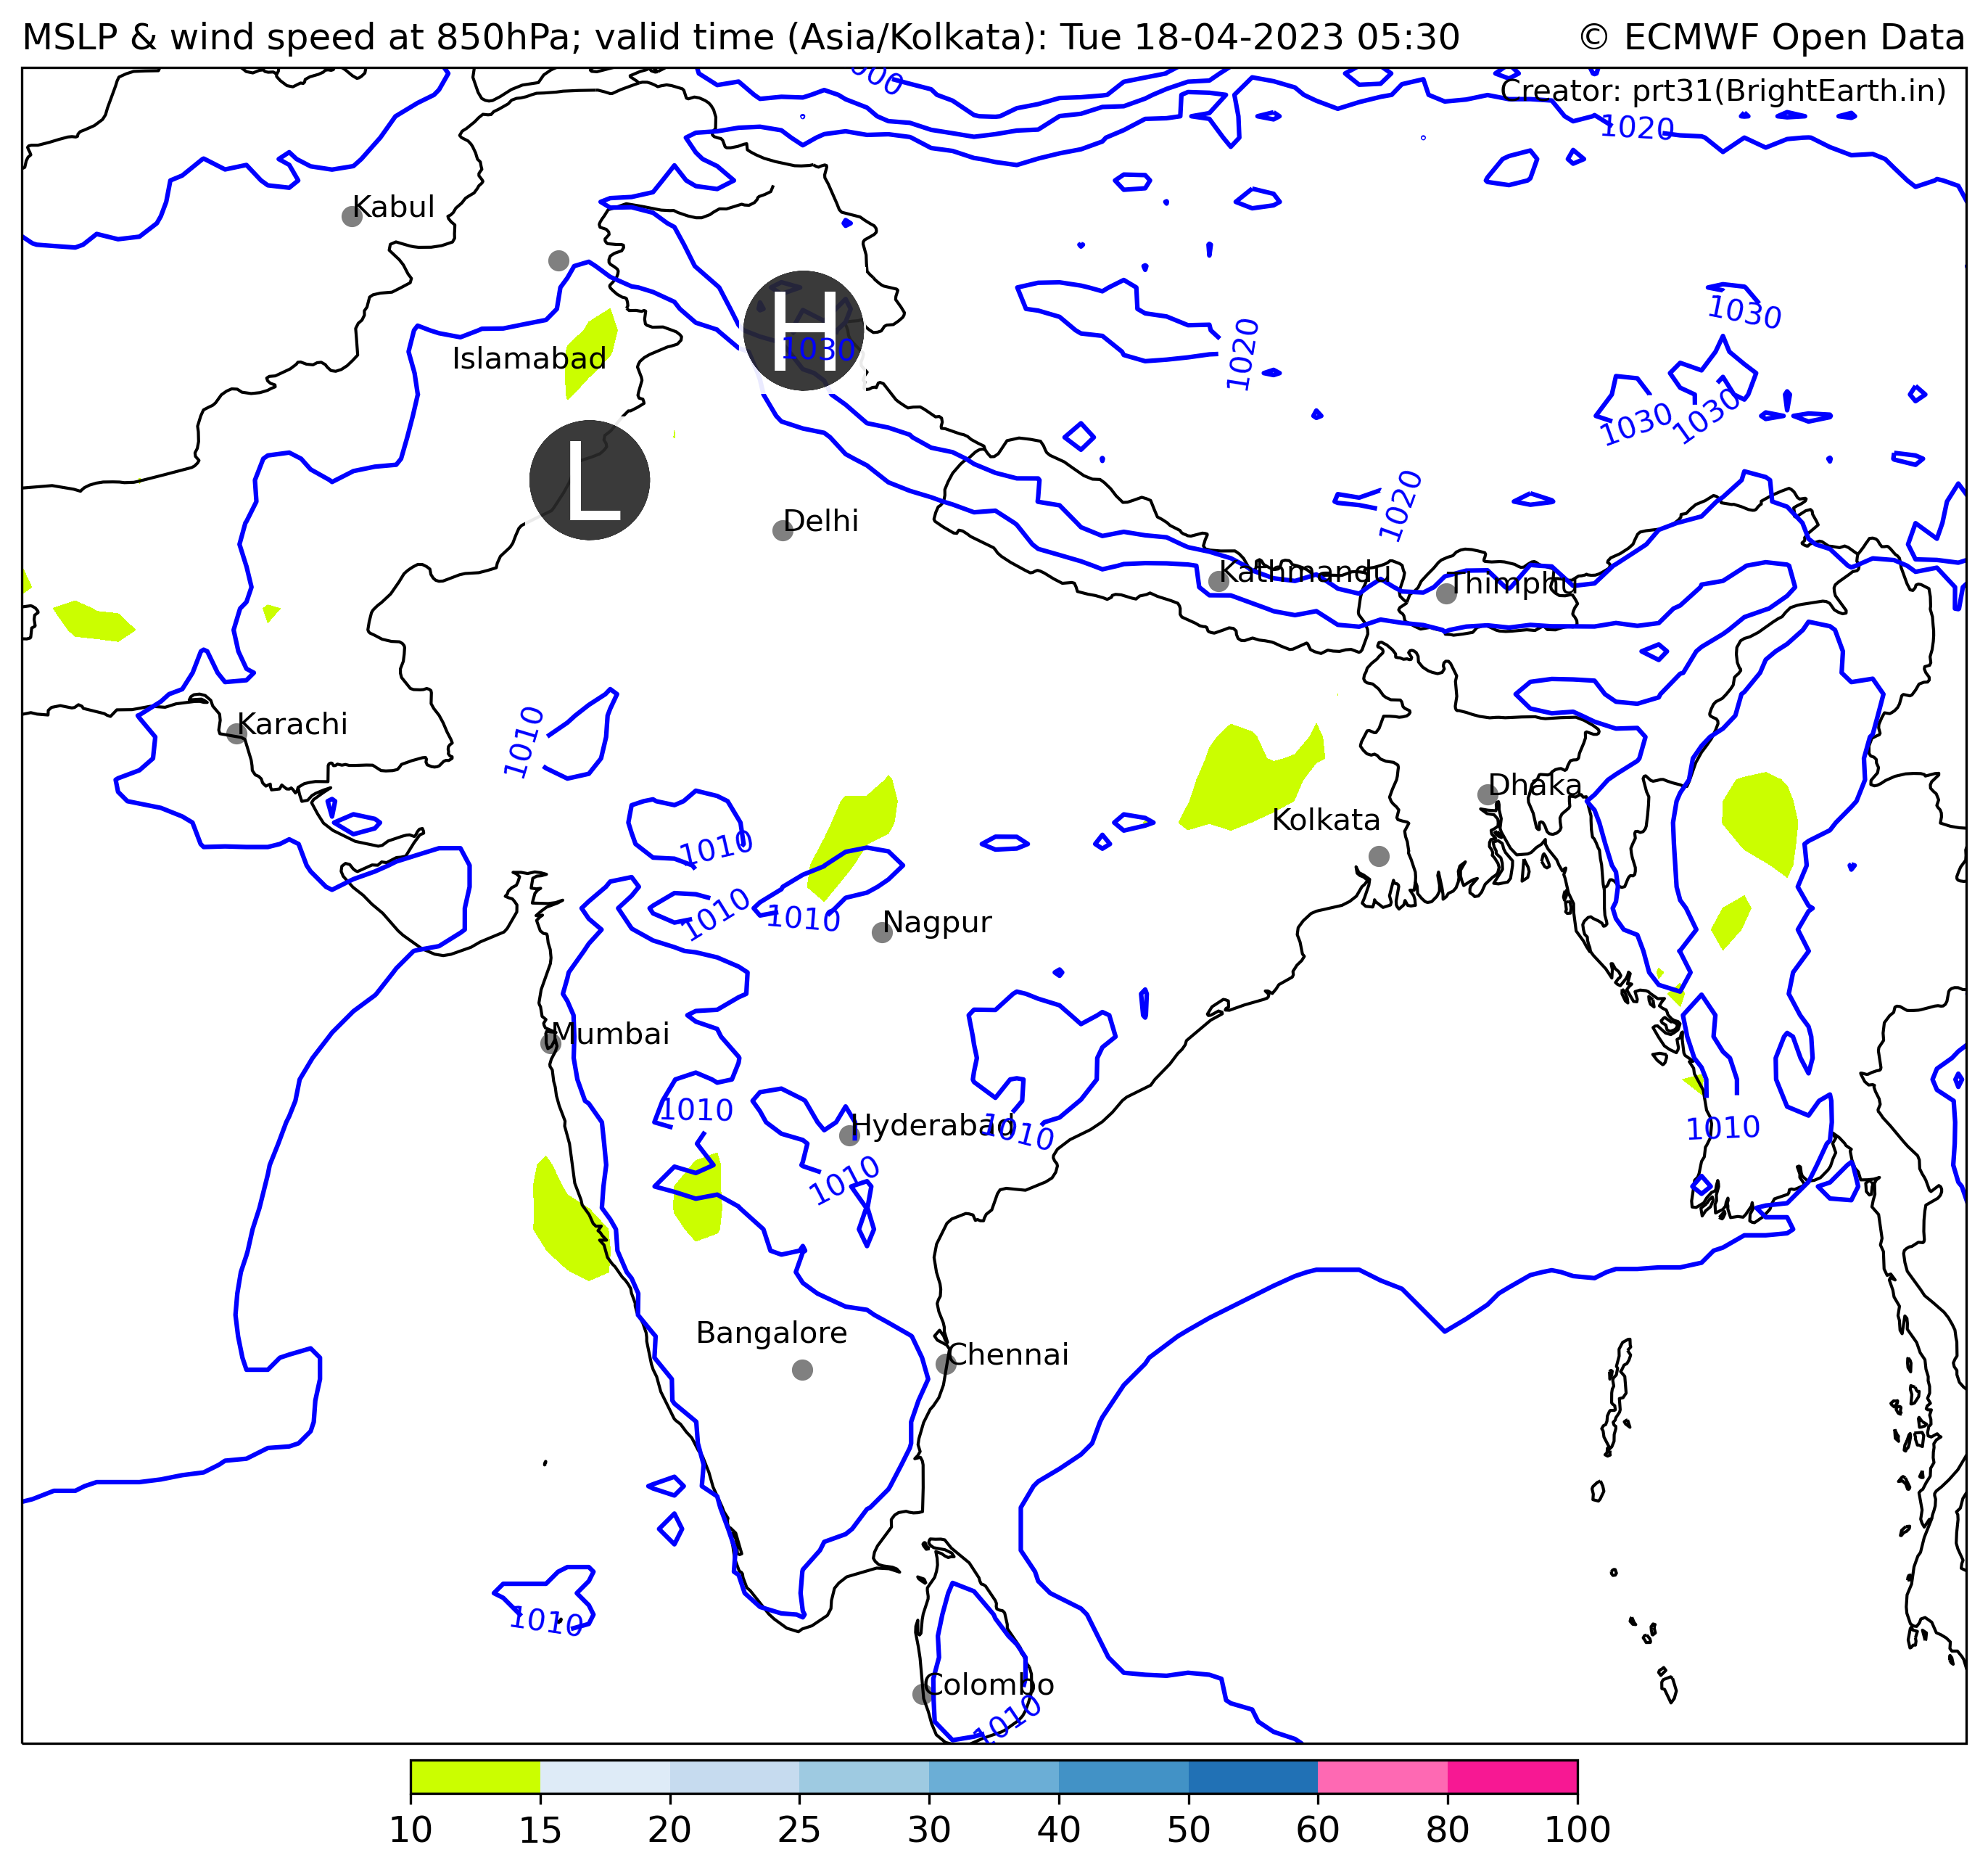 MSLP & wind speed at 850hPa; valid time (Asia/Kolkata): Tue 18-04-2023 05:30
© ECMWF Open Data
Creator: prt31(BrightEarth.in)
1020
Kabul
1030
H
1030
Islamabad
1020
1030
1030
L
1020
Delhi
Kathmandu
Thimphu
Karachi
1010
Dhaka
Kolkata
1010
1010
1010
Nagpur
Mumbai
1010
Hyderabad
1010
1010
1010
Bangalore
Chennai
1010
Colombo
1010
10 15 20 25 30 40 50 60 80 100